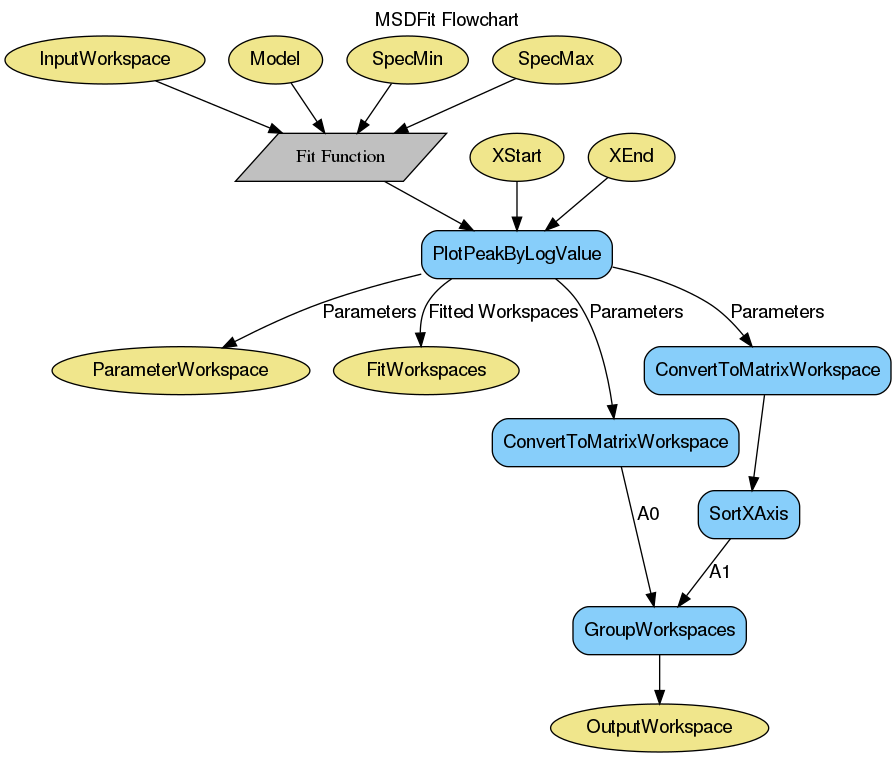 MSDFit Flowchart
InputWorkspace
Model
SpecMin
SpecMax
Fit Function
XStart
XEnd
PlotPeakByLogValue
Parameters
Fitted Workspaces
Parameters
Parameters
ParameterWorkspace
FitWorkspaces
ConvertToMatrixWorkspace
ConvertToMatrixWorkspace
A0
SortXAxis
A1
GroupWorkspaces
OutputWorkspace